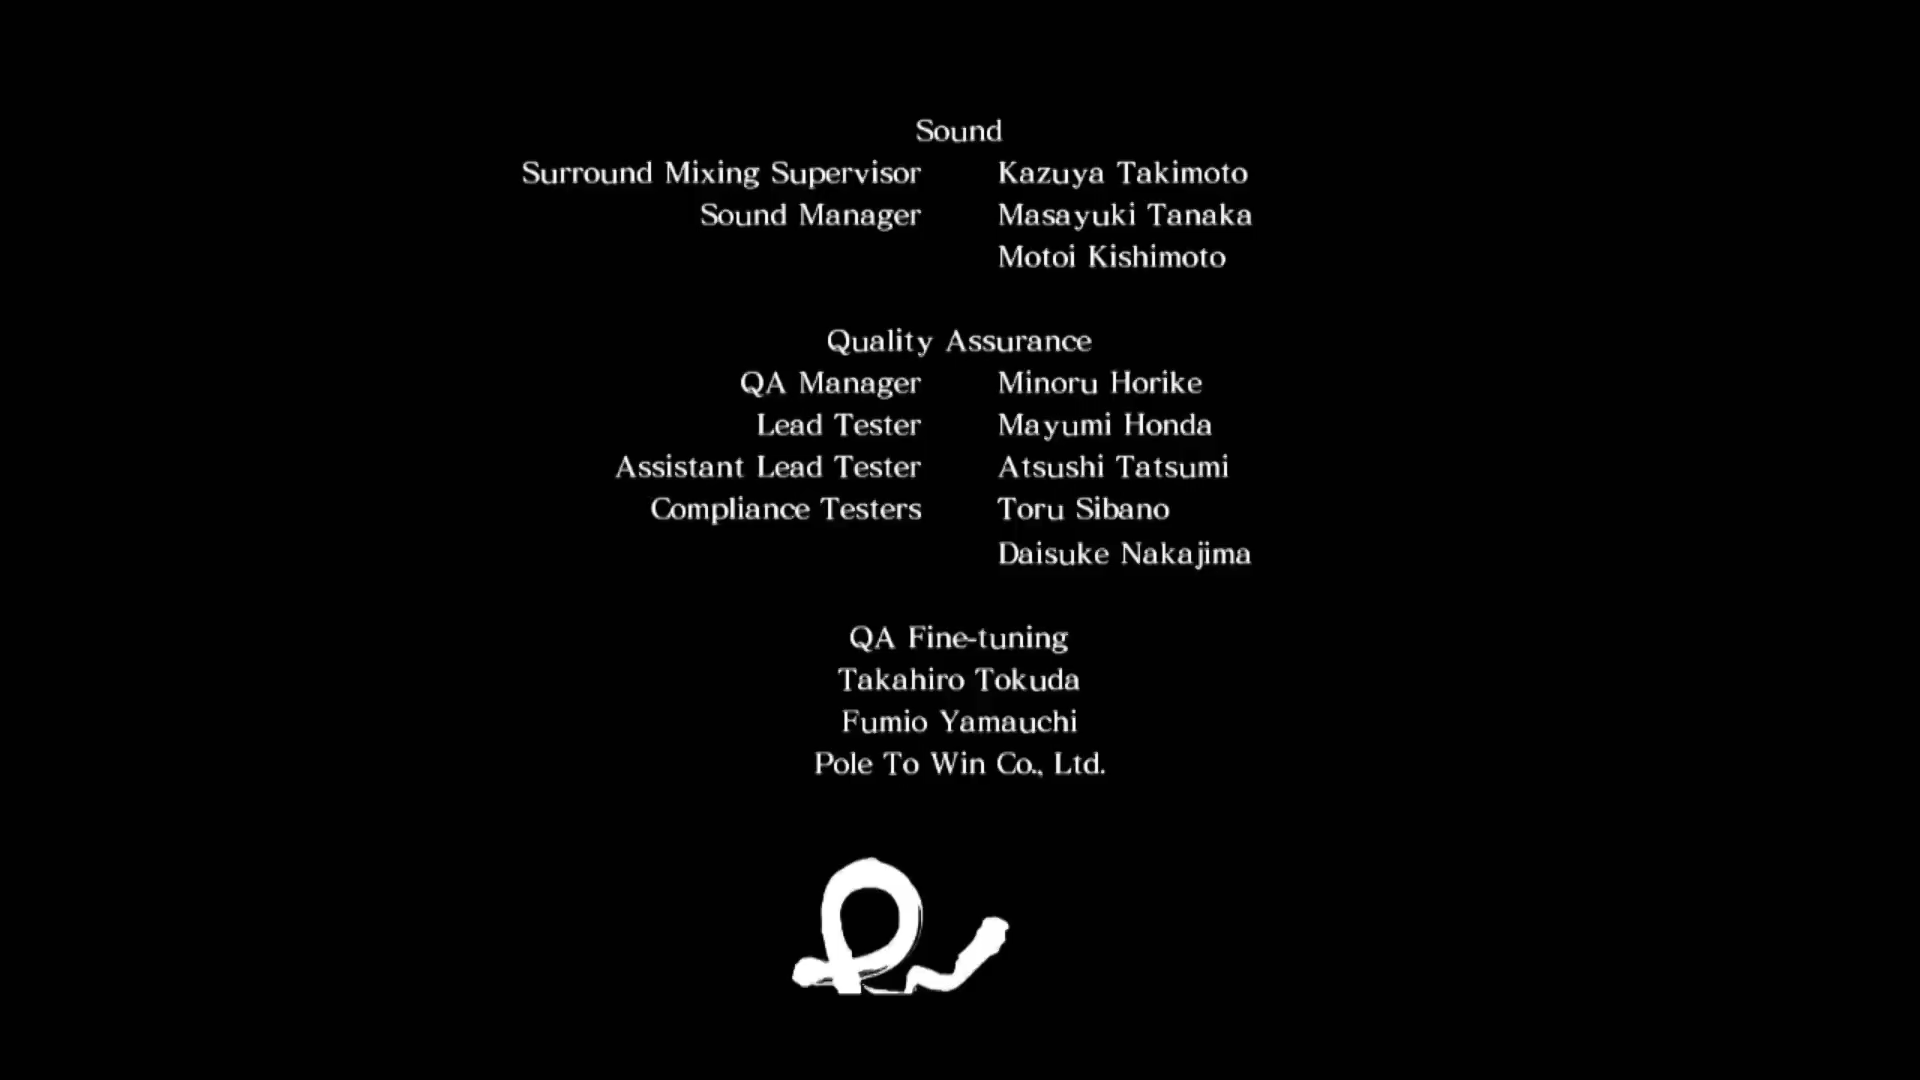 Sound
Surround Mixing Supervisor Kazuya Takimoto
Sound Manager Masayuki Tanaka
Motoi Kishimoto
Quality Assurance
QA Manager Minoru Horike
Lead Tester Mayumi Honda
Assistant Lead Tester Atsushi Tatsumi
Compliance Testers Toru Sibano
Daisuke Nakajima
QA Fine-tuning
Takahiro Tokuda
Fumio Yamauchi
Pole To Win Co., Ltd.